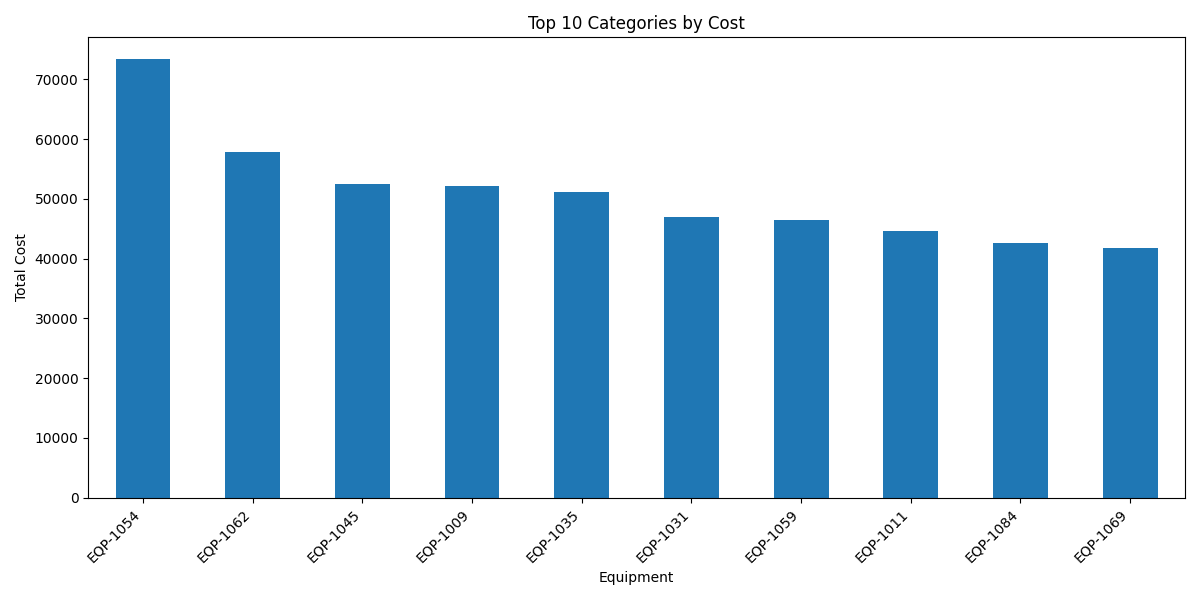 Top 10 Categories by Cost
Total Cost
70000
60000
50000
40000
30000
20000
10000
0
EQP-1054
EQP-1062
EQP-1045
EQP-1009
EQP-1035
EQP-1031
EQP-1059
EQP-1011
EQP-1084
EQP-1069
Equipment